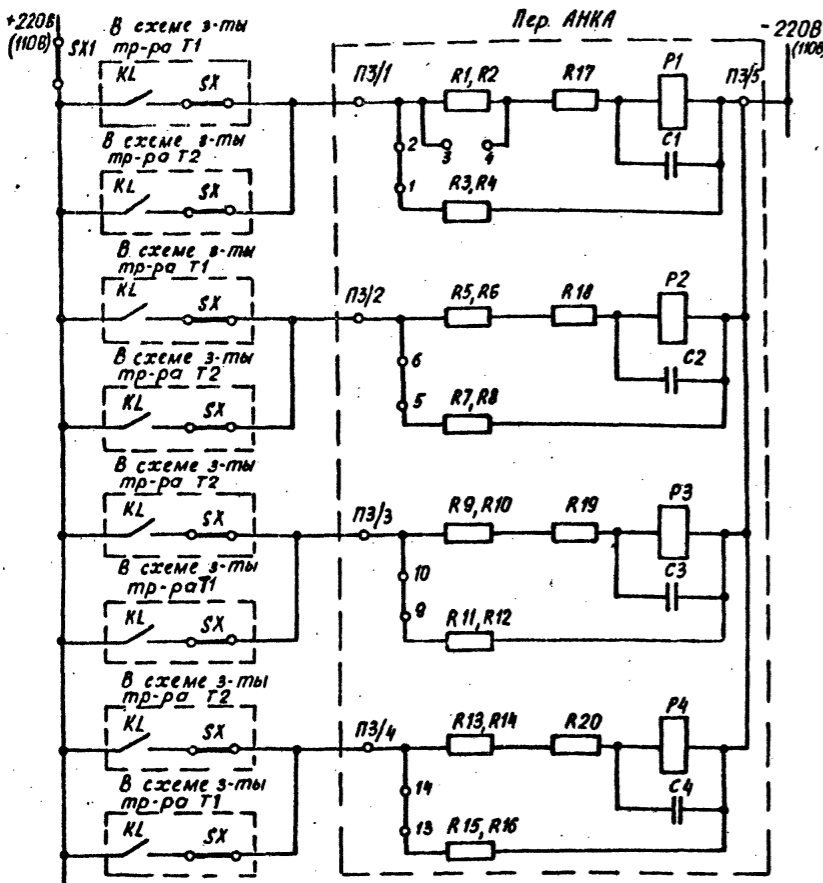 +220В
(110В)
SX1
В схеме з-ты
тр-ра Т1
KL
SX
В схеме з-ты
тр-ра Т2
KL
SX
В схеме з-ты
тр-ра Т1
KL
SX
В схеме з-ты
тр-ра Т2
KL
SX
В схеме з-ты
тр-ра Т2
KL
SX
В схеме з-ты
тр-ра Т1
KL
SX
В схеме з-ты
тр-ра Т2
KL
SX
В схеме з-ты
тр-ра Т1
KL
SX
Пер. АНКА
-220В
(110В)
П3/1
R1, R2
R17
P1
П3/5
2
3
4
C1
1
R3, R4
П3/2
R5, R6
R18
P2
6
C2
5
R7, R8
П3/3
R9, R10
R19
P3
10
C3
9
R11, R12
П3/4
R13, R14
R20
P4
14
C4
13
R15, R16